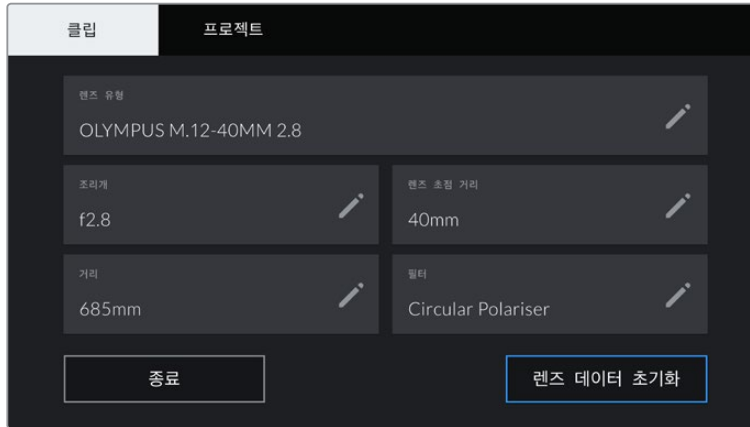 클립
프로젝트
렌즈 유형
OLYMPUS M.12-40MM 2.8
조리개
렌즈 초점 거리
f2.8
40mm
거리
필터
685mm
Circular Polariser
종료
렌즈 데이터 초기화